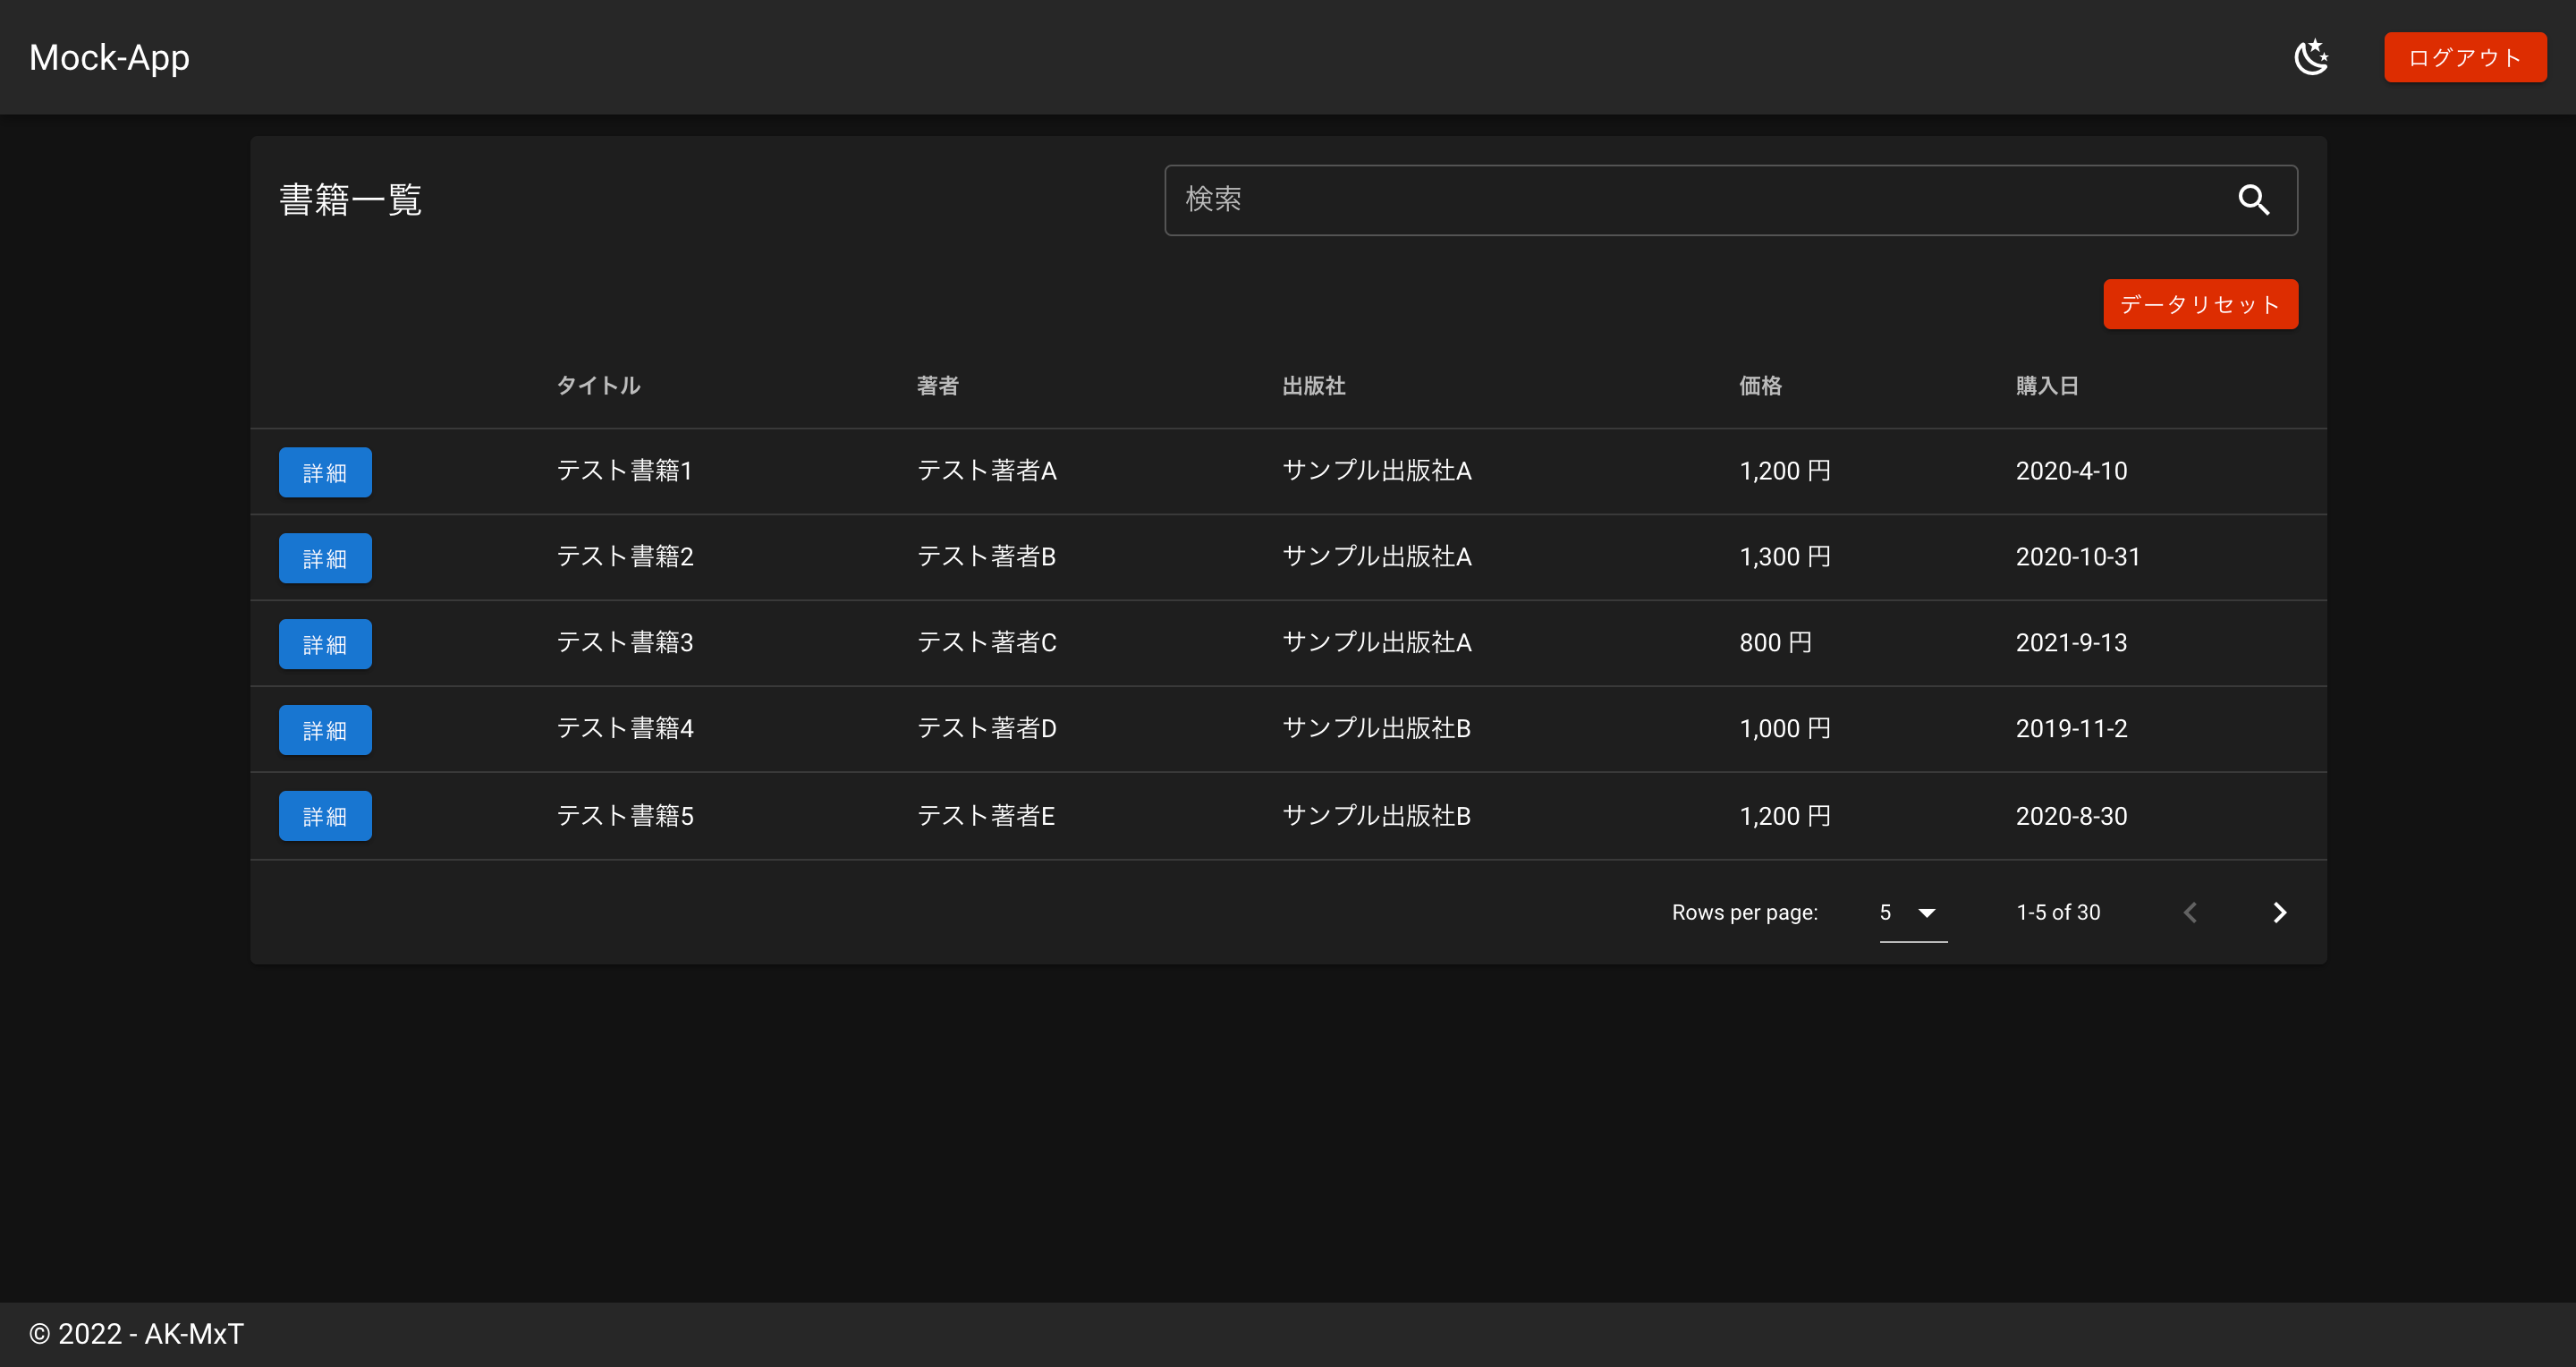 Mock-App ログアウト
書籍一覧 検索
データリセット
タイトル 著者 出版社 価格 購入日
詳細 テスト書籍1 テスト著者A サンプル出版社A 1,200 円 2020-4-10
詳細 テスト書籍2 テスト著者B サンプル出版社A 1,300 円 2020-10-31
詳細 テスト書籍3 テスト著者C サンプル出版社A 800 円 2021-9-13
詳細 テスト書籍4 テスト著者D サンプル出版社B 1,000 円 2019-11-2
詳細 テスト書籍5 テスト著者E サンプル出版社B 1,200 円 2020-8-30
Rows per page: 5 1-5 of 30
© 2022 - AK-MxT